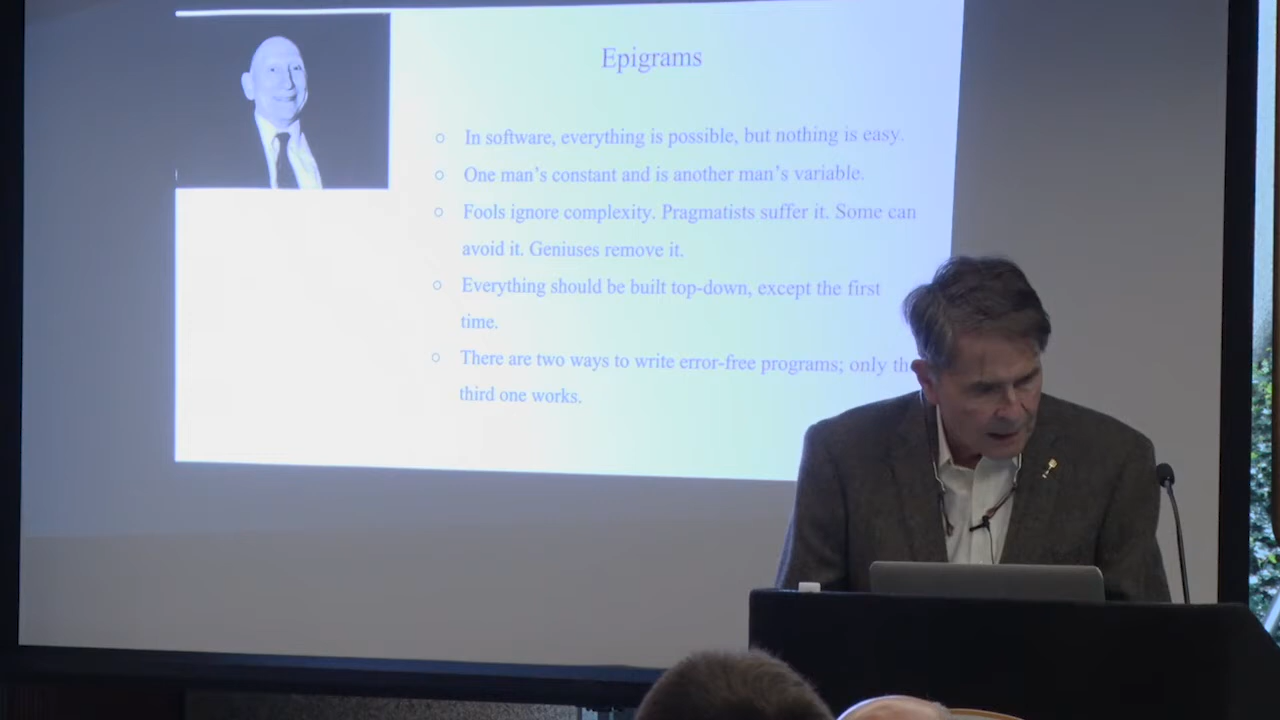 Epigrams
In software, everything is possible, but nothing is easy.
One man's constant and is another man's variable.
Fools ignore complexity. Pragmatists suffer it. Some can
avoid it. Geniuses remove it.
Everything should be built top-down, except the first
time.
There are two ways to write error-free programs; only
third one works.